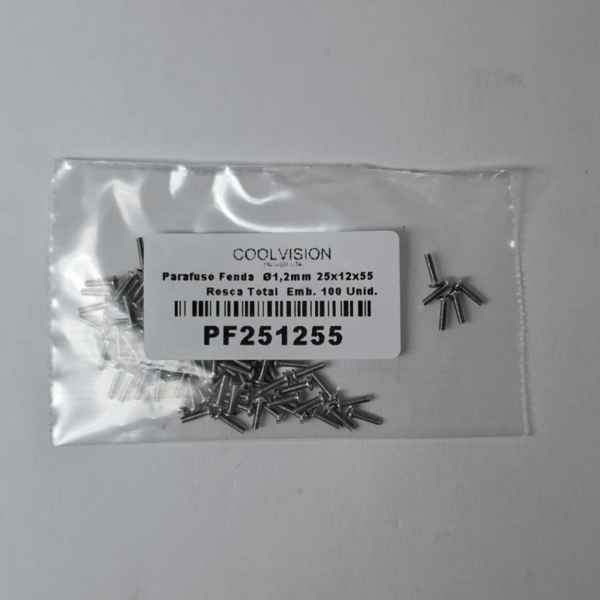 COOLVISION
Parafuso Fenda Ø1,2mm 25x12x55
Rosca Total Emb. 100 Unid.
PF251255